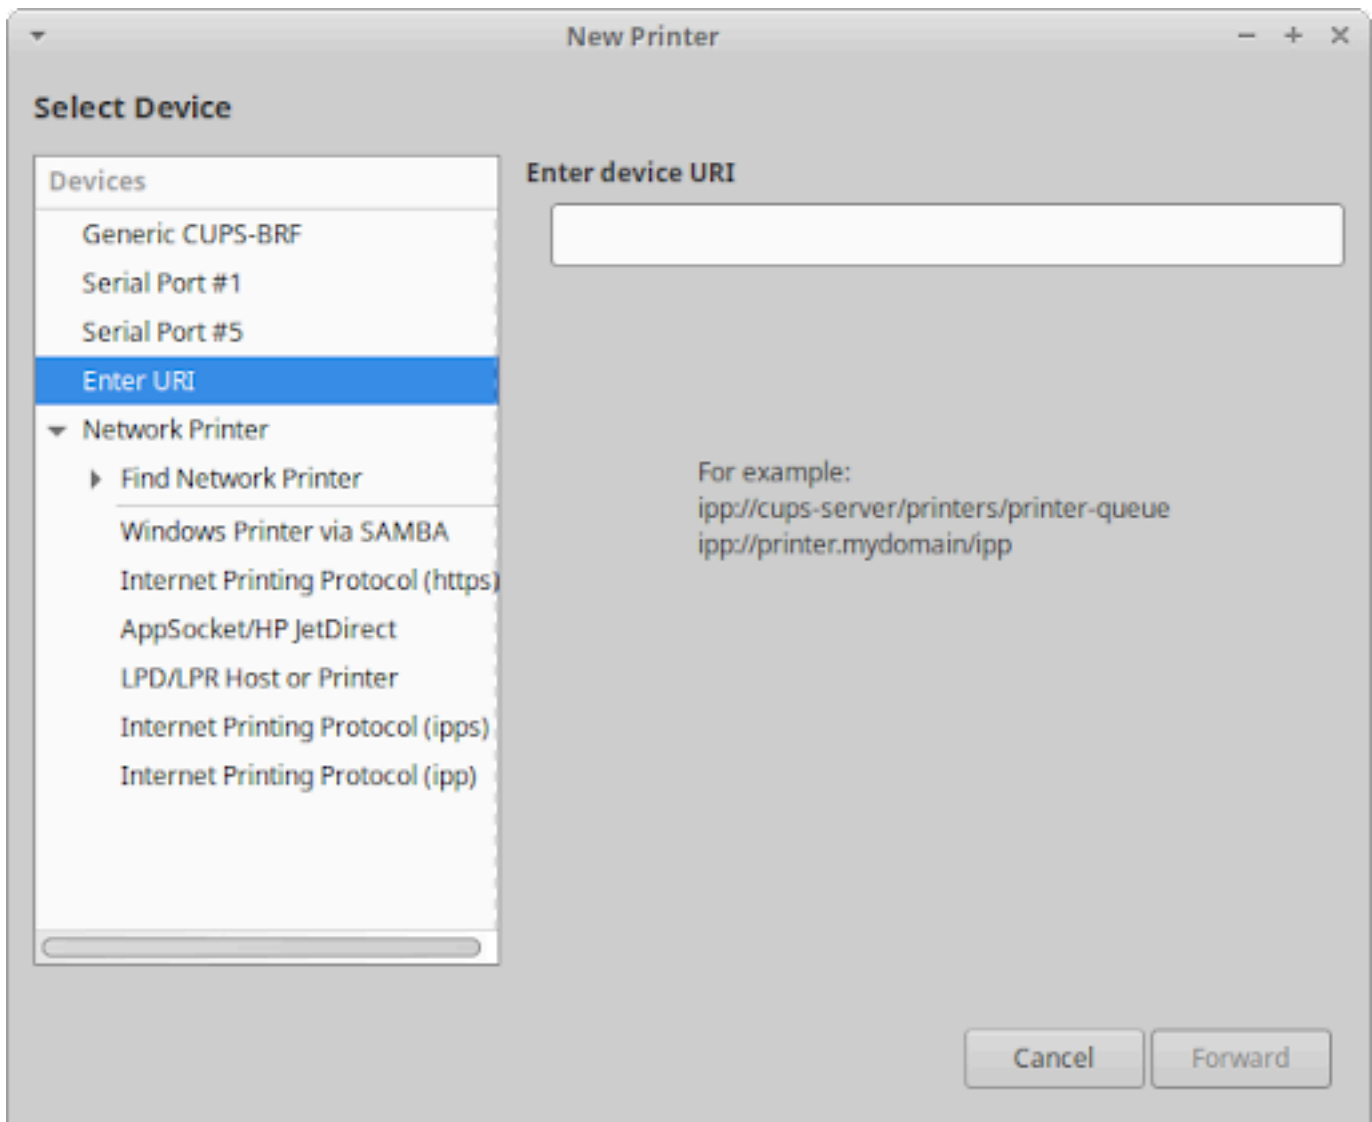 New Printer
Select Device
Devices
Generic CUPS-BRF
Serial Port #1
Serial Port #5
Enter URI
Network Printer
Find Network Printer
Windows Printer via SAMBA
Internet Printing Protocol (https)
AppSocket/HP JetDirect
LPD/LPR Host or Printer
Internet Printing Protocol (ipps)
Internet Printing Protocol (ipp)
Enter device URI
For example:
ipp://cups-server/printers/printer-queue
ipp://printer.mydomain/ipp
Cancel
Forward